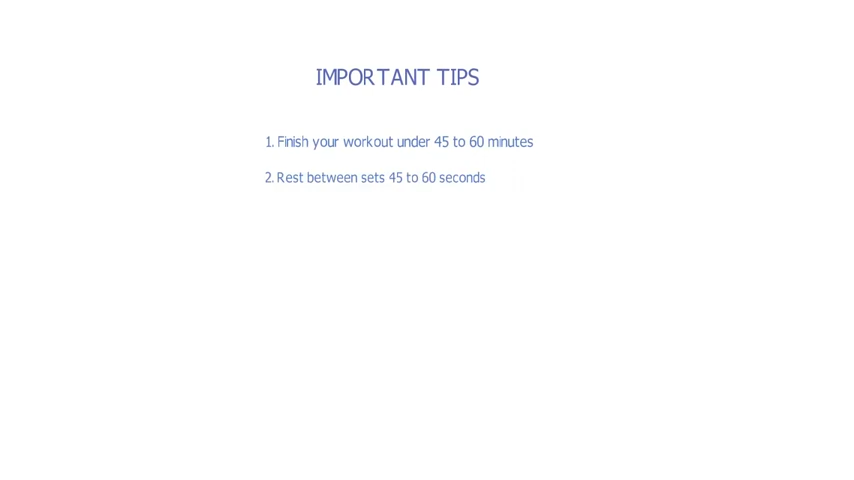 IMPORTANT TIPS
1. Finish your workout under 45 to 60 minutes
2. Rest between sets 45 to 60 seconds